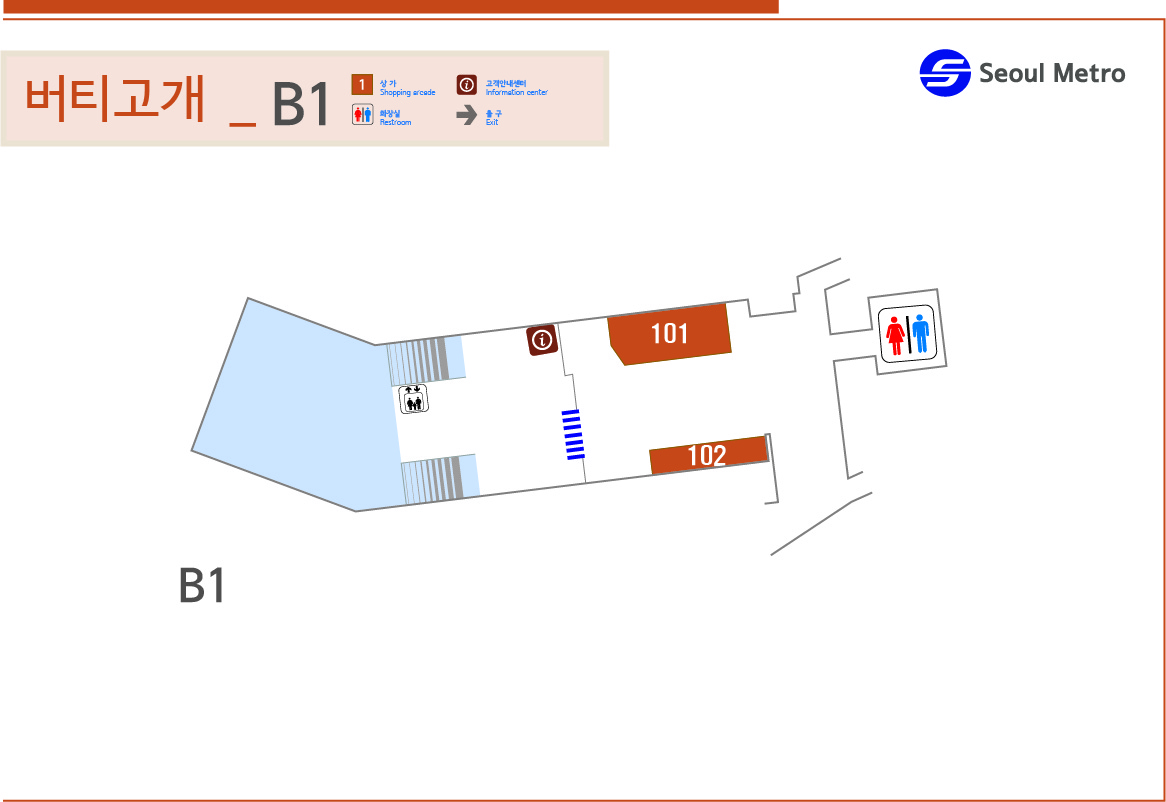 버티고개 _ B1
1 상 가
Shopping arcade
고객안내센터
Information center
화장실
Restroom
출 구
Exit
Seoul Metro
101
102
B1